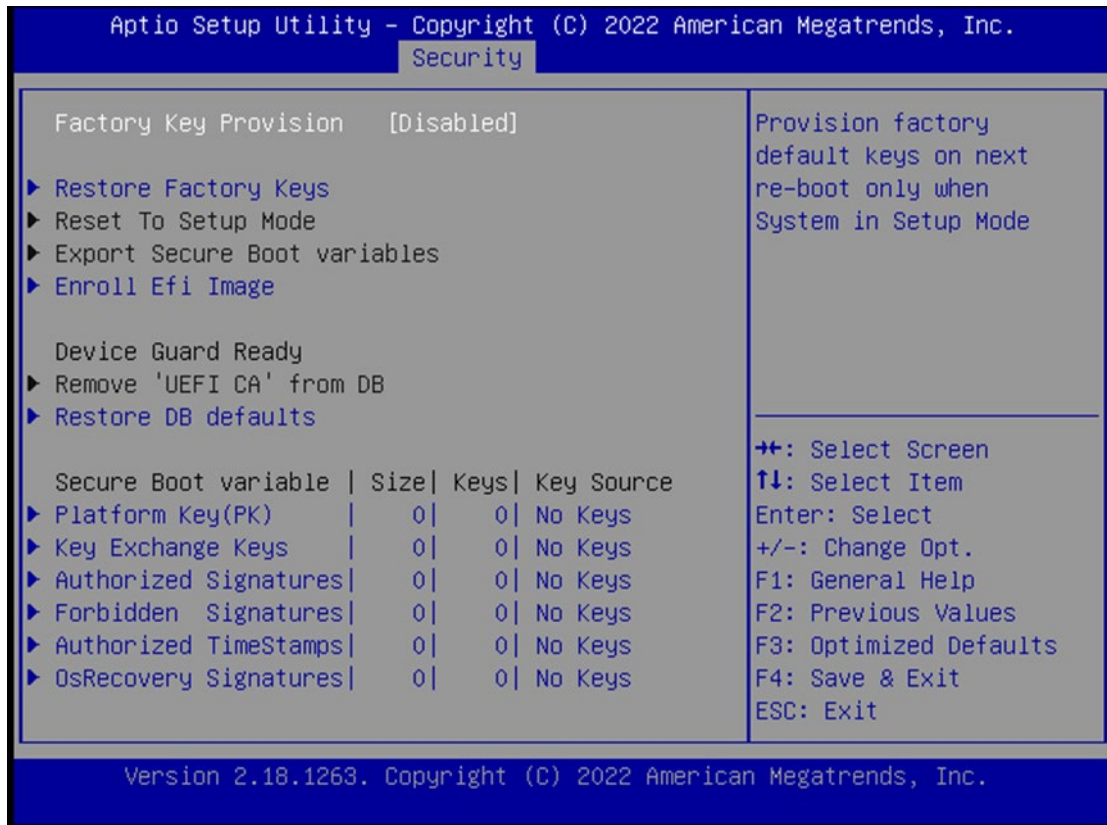 Aptio Setup Utility – Copyright (C) 2022 American Megatrends, Inc.
Security
Factory Key Provision [Disabled]
▶ Restore Factory Keys
▶ Reset To Setup Mode
▶ Export Secure Boot variables
▶ Enroll Efi Image
Device Guard Ready
▶ Remove 'UEFI CA' from DB
▶ Restore DB defaults
Secure Boot variable | Size| Keys| Key Source
▶ Platform Key(PK) | 0| 0| No Keys
▶ Key Exchange Keys | 0| 0| No Keys
▶ Authorized Signatures| 0| 0| No Keys
▶ Forbidden Signatures| 0| 0| No Keys
▶ Authorized TimeStamps| 0| 0| No Keys
▶ OsRecovery Signatures| 0| 0| No Keys
Provision factory
default keys on next
re-boot only when
System in Setup Mode
→←: Select Screen
↑↓: Select Item
Enter: Select
+/-: Change Opt.
F1: General Help
F2: Previous Values
F3: Optimized Defaults
F4: Save & Exit
ESC: Exit
Version 2.18.1263. Copyright (C) 2022 American Megatrends, Inc.